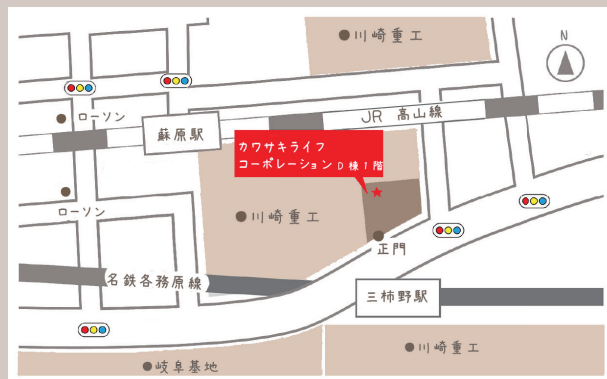 川崎重工
N
ローソン
JR 高山線
蘇原駅
カワサキライフ
コーポレーション D 棟 1 階
ローソン
川崎重工
正門
名鉄各務原線
三柿野駅
川崎重工
岐阜基地